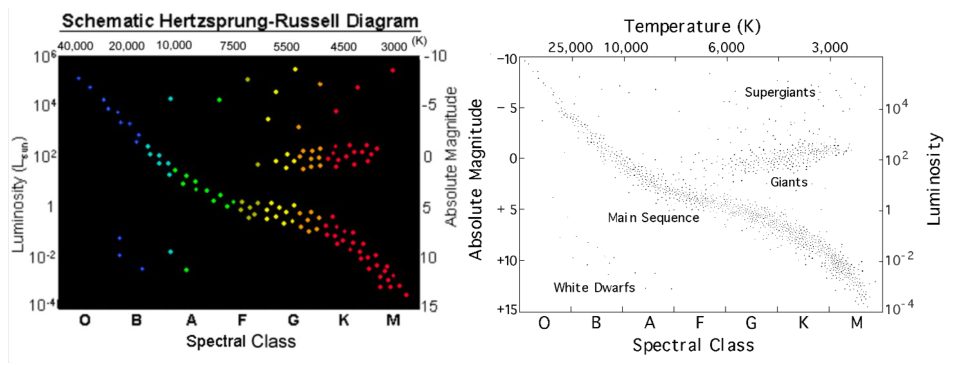 Schematic Hertzsprung-Russell Diagram
40,000 20,000 10,000 7500 5500 4500 3000 (K)
10⁶
10⁴
10²
1
10⁻²
10⁻⁴
Luminosity (Lsun)
-10
-5
0
5
10
15
Absolute Magnitude
O B A F G K M
Spectral Class
Temperature (K)
25,000 10,000 6,000 3,000
-10
- 5
0
+ 5
+10
+15
Absolute Magnitude
Supergiants
Giants
Main Sequence
White Dwarfs
10⁴
10²
1
10⁻²
10⁻⁴
Luminosity
O B A F G K M
Spectral Class